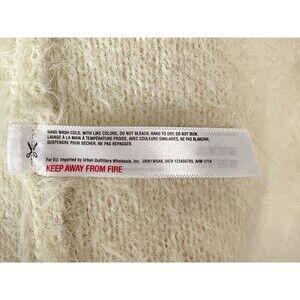 HAND WASH COLD, WITH LIKE COLORS, DO NOT BLEACH, HANG TO DRY, DO NOT IRON.
LAVAGE À LA MAIN À TEMPÉRATURE FROIDE, AVEC COULEURS SIMILAIRES, NE PAS BLANCHIR,
SUSPENDRE POUR SÉCHER, NE PAS REPASSER
For EU: Imported by Urban Outfitters Wholesale, Inc.
KEEP AWAY FROM FIRE